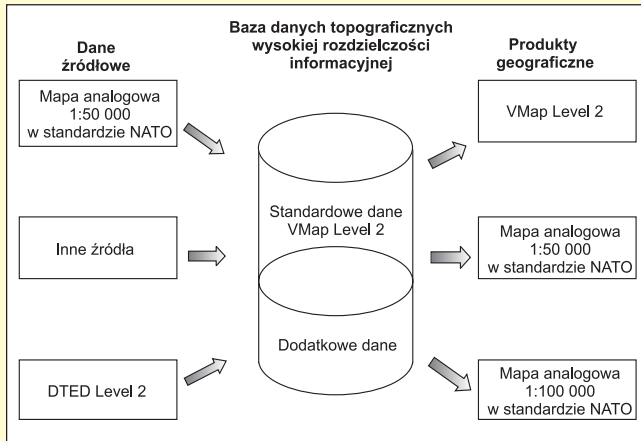 Dane
źródłowe
Mapa analogowa
1:50 000
w standardzie NATO
Inne źródła
DTED Level 2
Baza danych topograficznych
wysokiej rozdzielczości
informacyjnej
Standardowe dane
VMap Level 2
Dodatkowe dane
Produkty
geograficzne
VMap Level 2
Mapa analogowa
1:50 000
w standardzie NATO
Mapa analogowa
1:100 000
w standardzie NATO